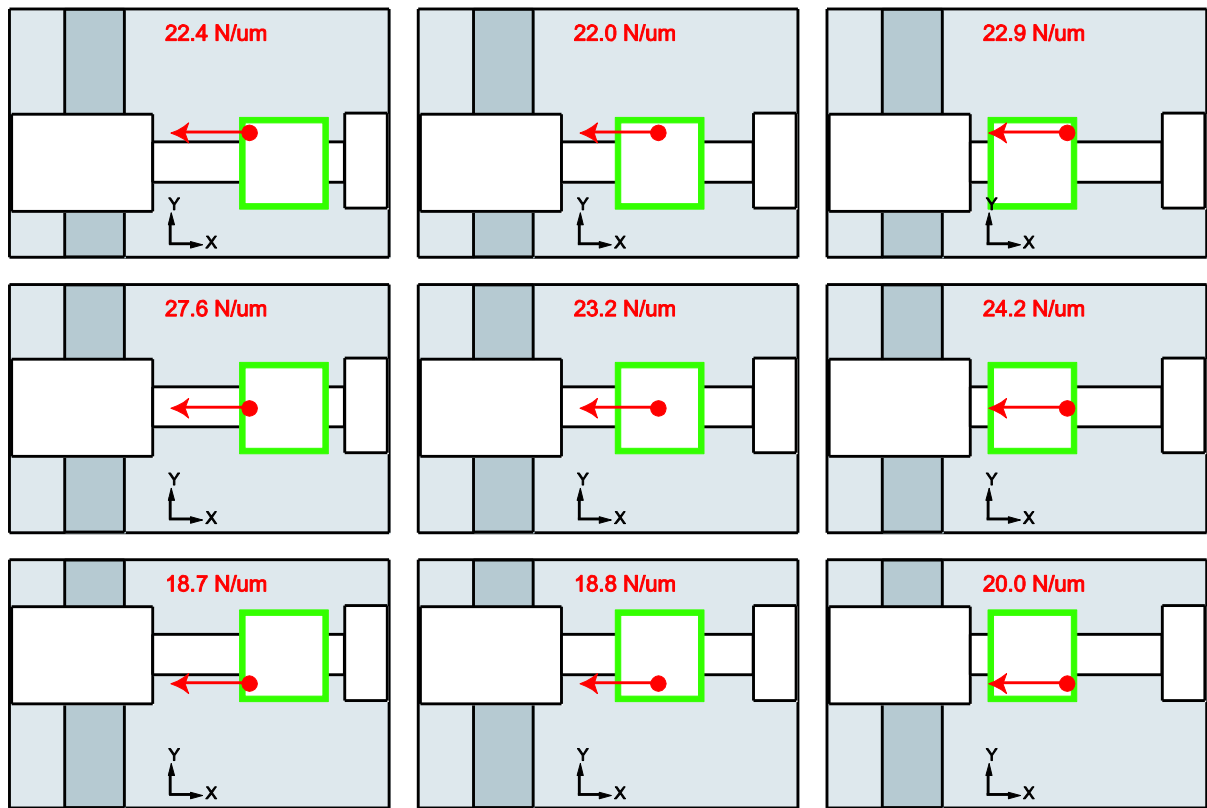 22.4 N/um
22.0 N/um
22.9 N/um
Y
X
Y
X
Y
X
27.6 N/um
23.2 N/um
24.2 N/um
Y
X
Y
X
Y
X
18.7 N/um
18.8 N/um
20.0 N/um
Y
X
Y
X
Y
X